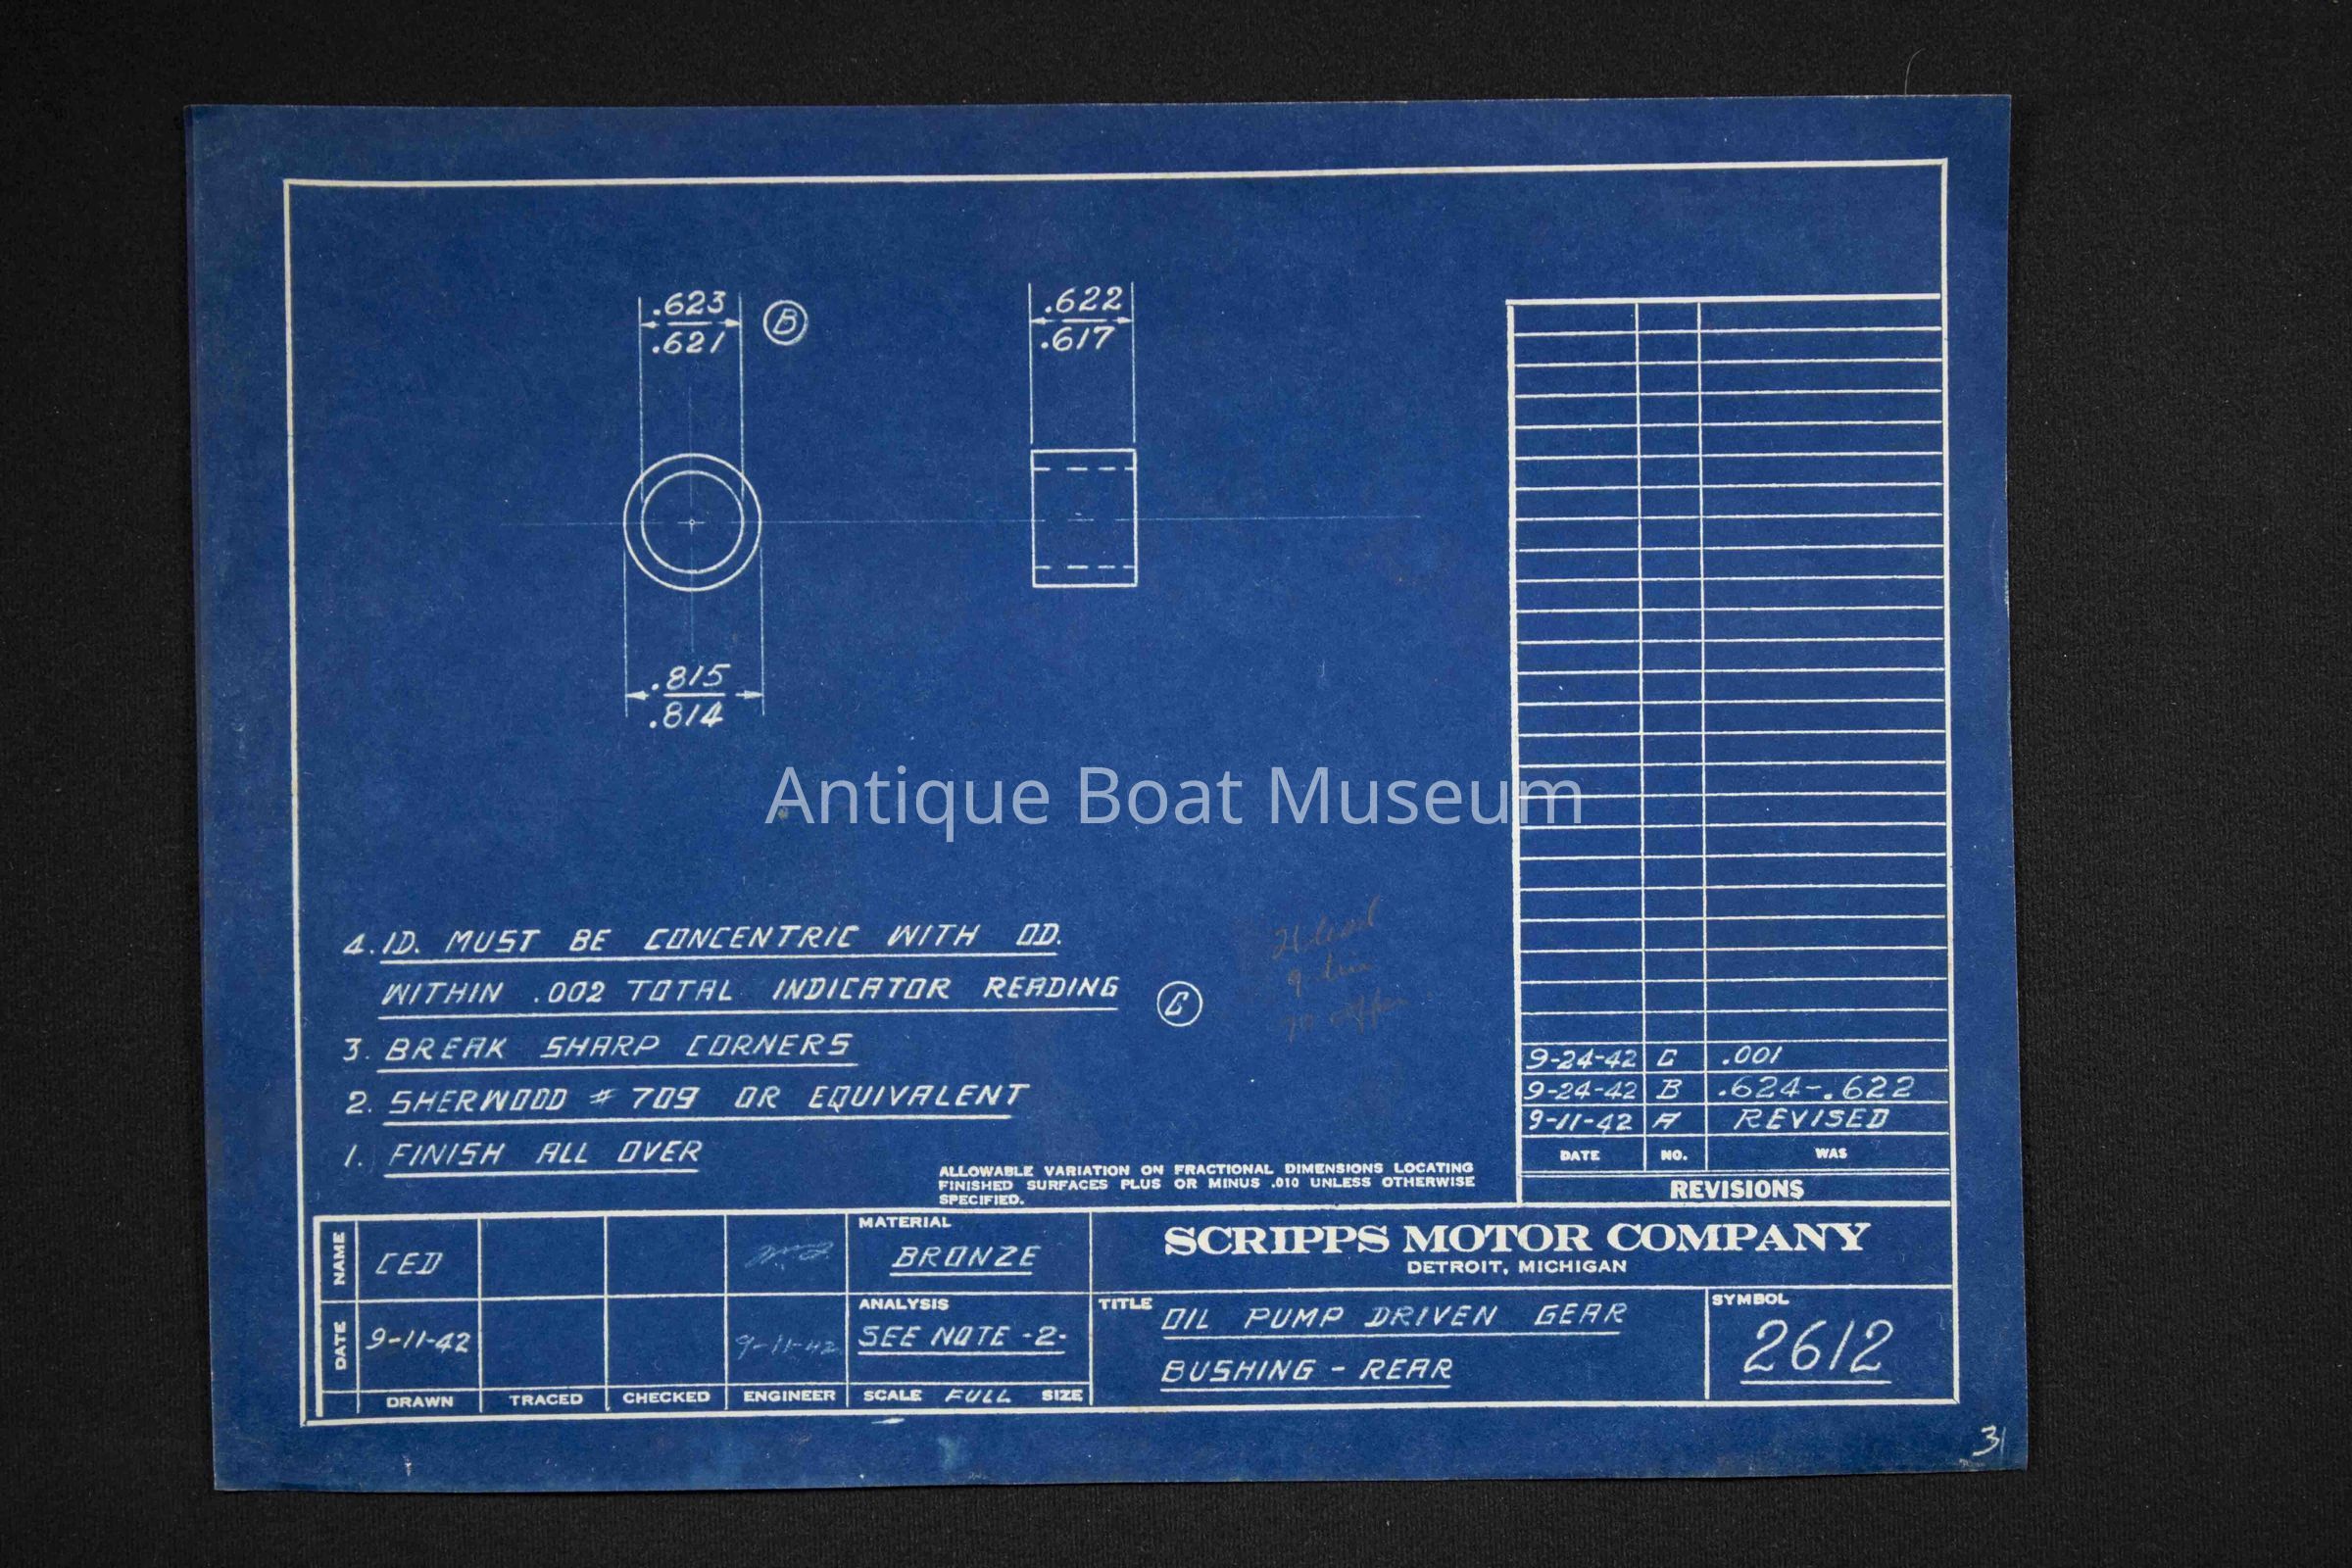 .623
.621
B
.622
.617
.815
.814
Antique Boat Museum
4. ID. MUST BE CONCENTRIC WITH OD.
WITHIN .002 TOTAL INDICATOR READING
C
3. BREAK SHARP CORNERS
2. SHERWOOD # 709 OR EQUIVALENT
1. FINISH ALL OVER
ALLOWABLE VARIATION ON FRACTIONAL DIMENSIONS LOCATING
FINISHED SURFACES PLUS OR MINUS .010 UNLESS OTHERWISE
SPECIFIED.
9-24-42 C .001
9-24-42 B .624-.622
9-11-42 A REVISED
DATE NO. WAS
REVISIONS
NAME CED
DATE 9-11-42 9-11-42
DRAWN TRACED CHECKED ENGINEER
MATERIAL
BRONZE
ANALYSIS
SEE NOTE -2-
SCALE FULL SIZE
SCRIPPS MOTOR COMPANY
DETROIT, MICHIGAN
TITLE OIL PUMP DRIVEN GEAR
BUSHING - REAR
SYMBOL
2612
31